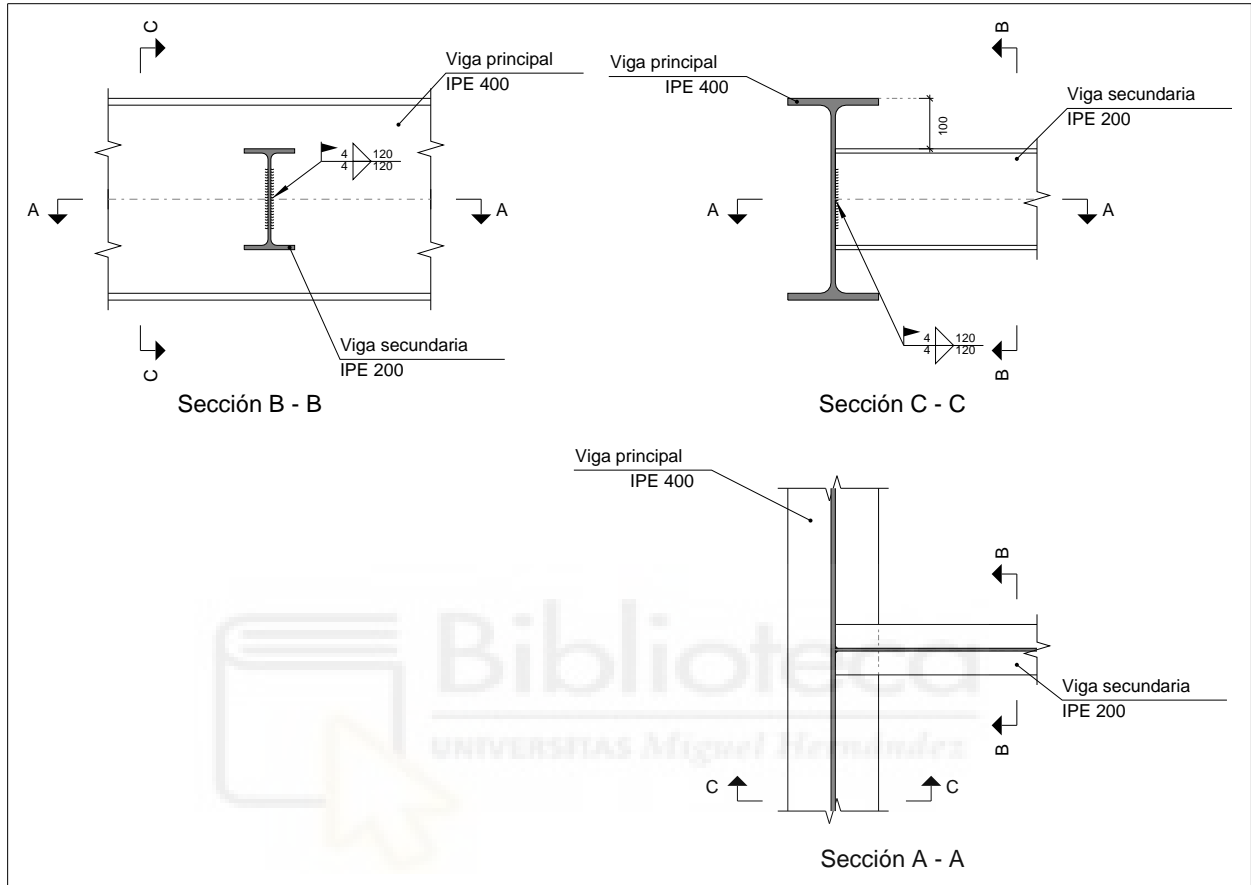 C
Viga principal
IPE 400
4 120
4 120
A
A
Viga secundaria
IPE 200
C
Sección B - B
B
Viga principal
IPE 400
100
Viga secundaria
IPE 200
A
A
4 120
4 120
B
Sección C - C
Viga principal
IPE 400
B
Viga secundaria
IPE 200
B
C
C
Sección A - A
Biblioteca
UNIVERSITAS Miguel Hernández